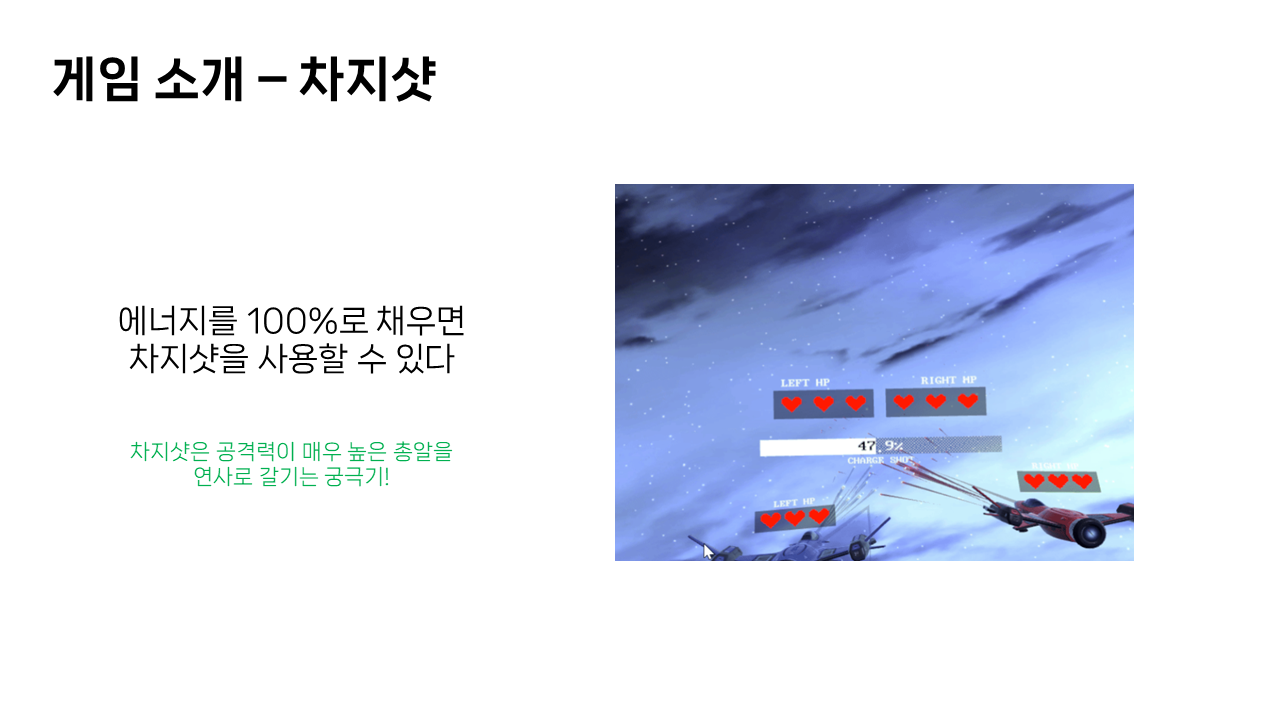 게임 소개 – 차지샷
에너지를 100%로 채우면
차지샷을 사용할 수 있다
차지샷은 공격력이 매우 높은 총알을
연사로 갈기는 궁극기!
LEFT HP
RIGHT HP
47.9%
CHARGE SHOT
RIGHT HP
LEFT HP